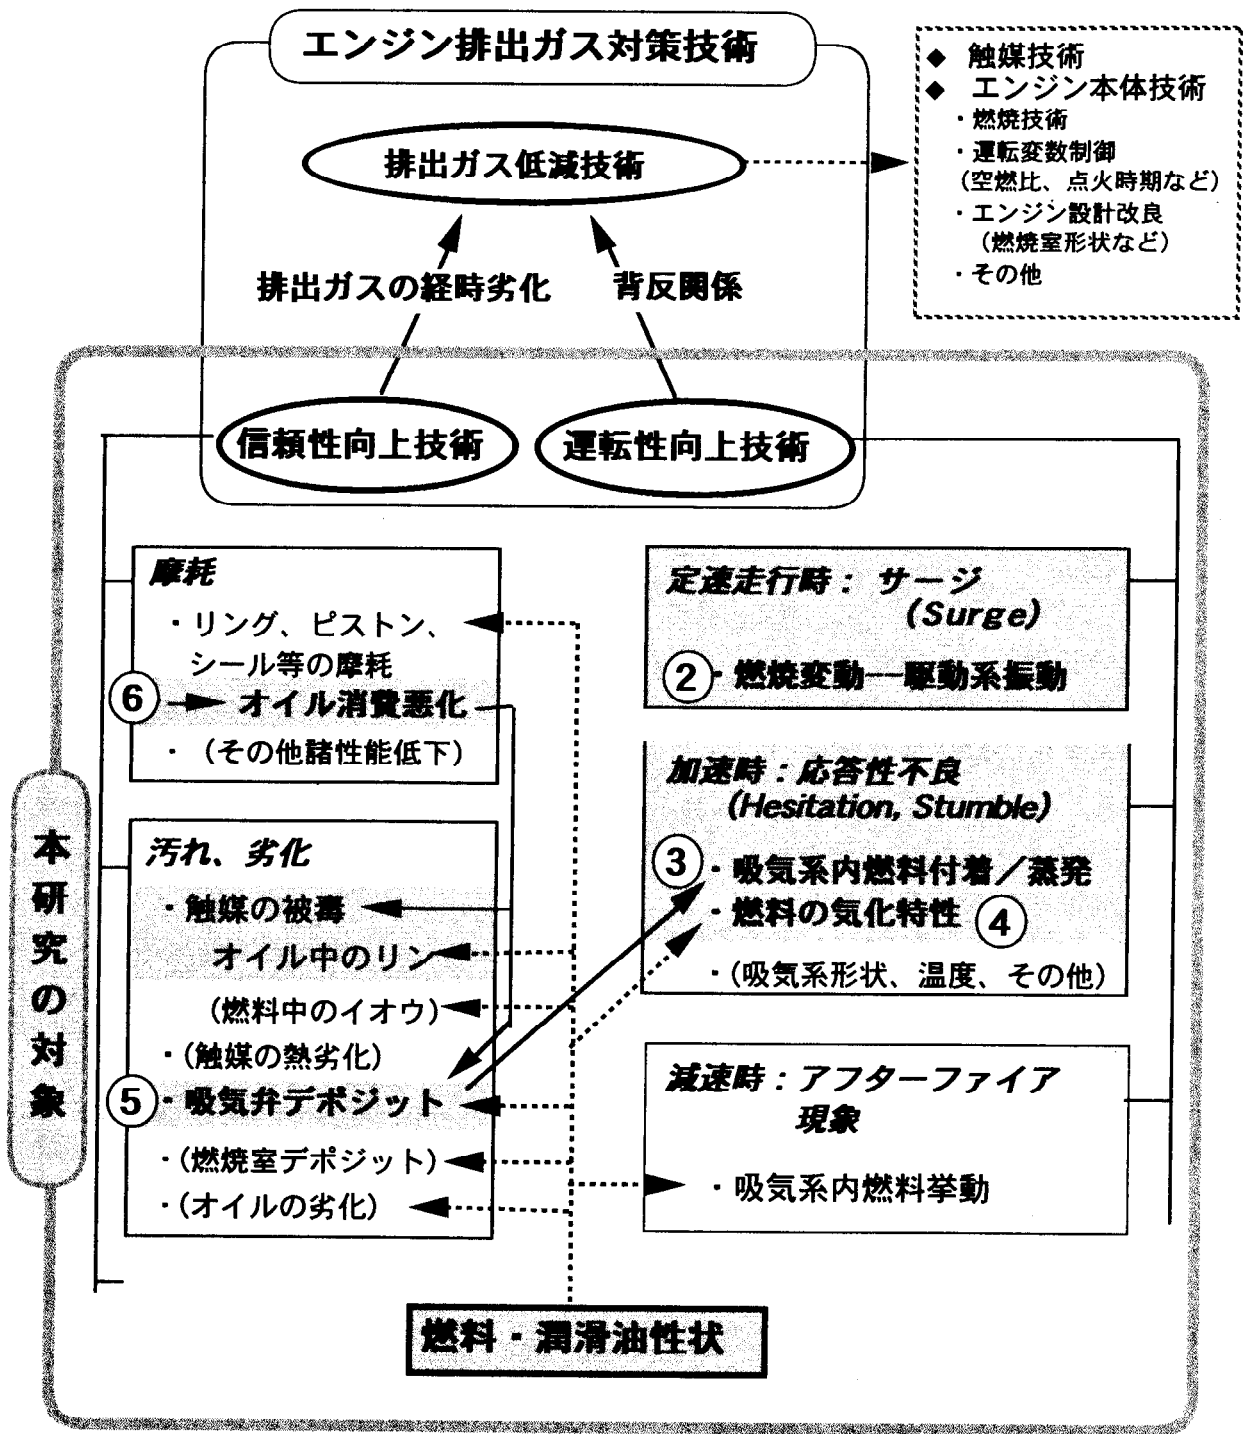 エンジン排出ガス対策技術
排出ガス低減技術
◆ 触媒技術
◆ エンジン本体技術
・燃焼技術
・運転変数制御
(空燃比、点火時期など)
・エンジン設計改良
(燃焼室形状など)
・その他
排出ガスの経時劣化
背反関係
信頼性向上技術
運転性向上技術
本研究の対象
摩耗
・リング、ピストン、
シール等の摩耗
⑥ オイル消費悪化
・(その他諸性能低下)
汚れ、劣化
・触媒の被毒
オイル中のリン
(燃料中のイオウ)
・(触媒の熱劣化)
⑤・吸気弁デポジット
・(燃焼室デポジット)
・(オイルの劣化)
定速走行時：サージ
(Surge)
②・燃焼変動──駆動系振動
加速時：応答性不良
(Hesitation, Stumble)
③・吸気系内燃料付着／蒸発
・燃料の気化特性 ④
・(吸気系形状、温度、その他)
減速時：アフターファイア
現象
・吸気系内燃料挙動
燃料・潤滑油性状